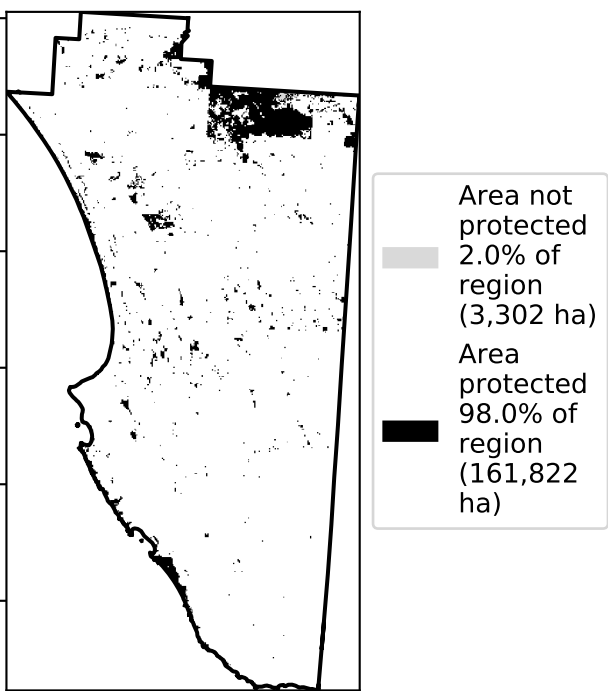 Area not
protected
2.0% of
region
(3,302 ha)
Area
protected
98.0% of
region
(161,822
ha)